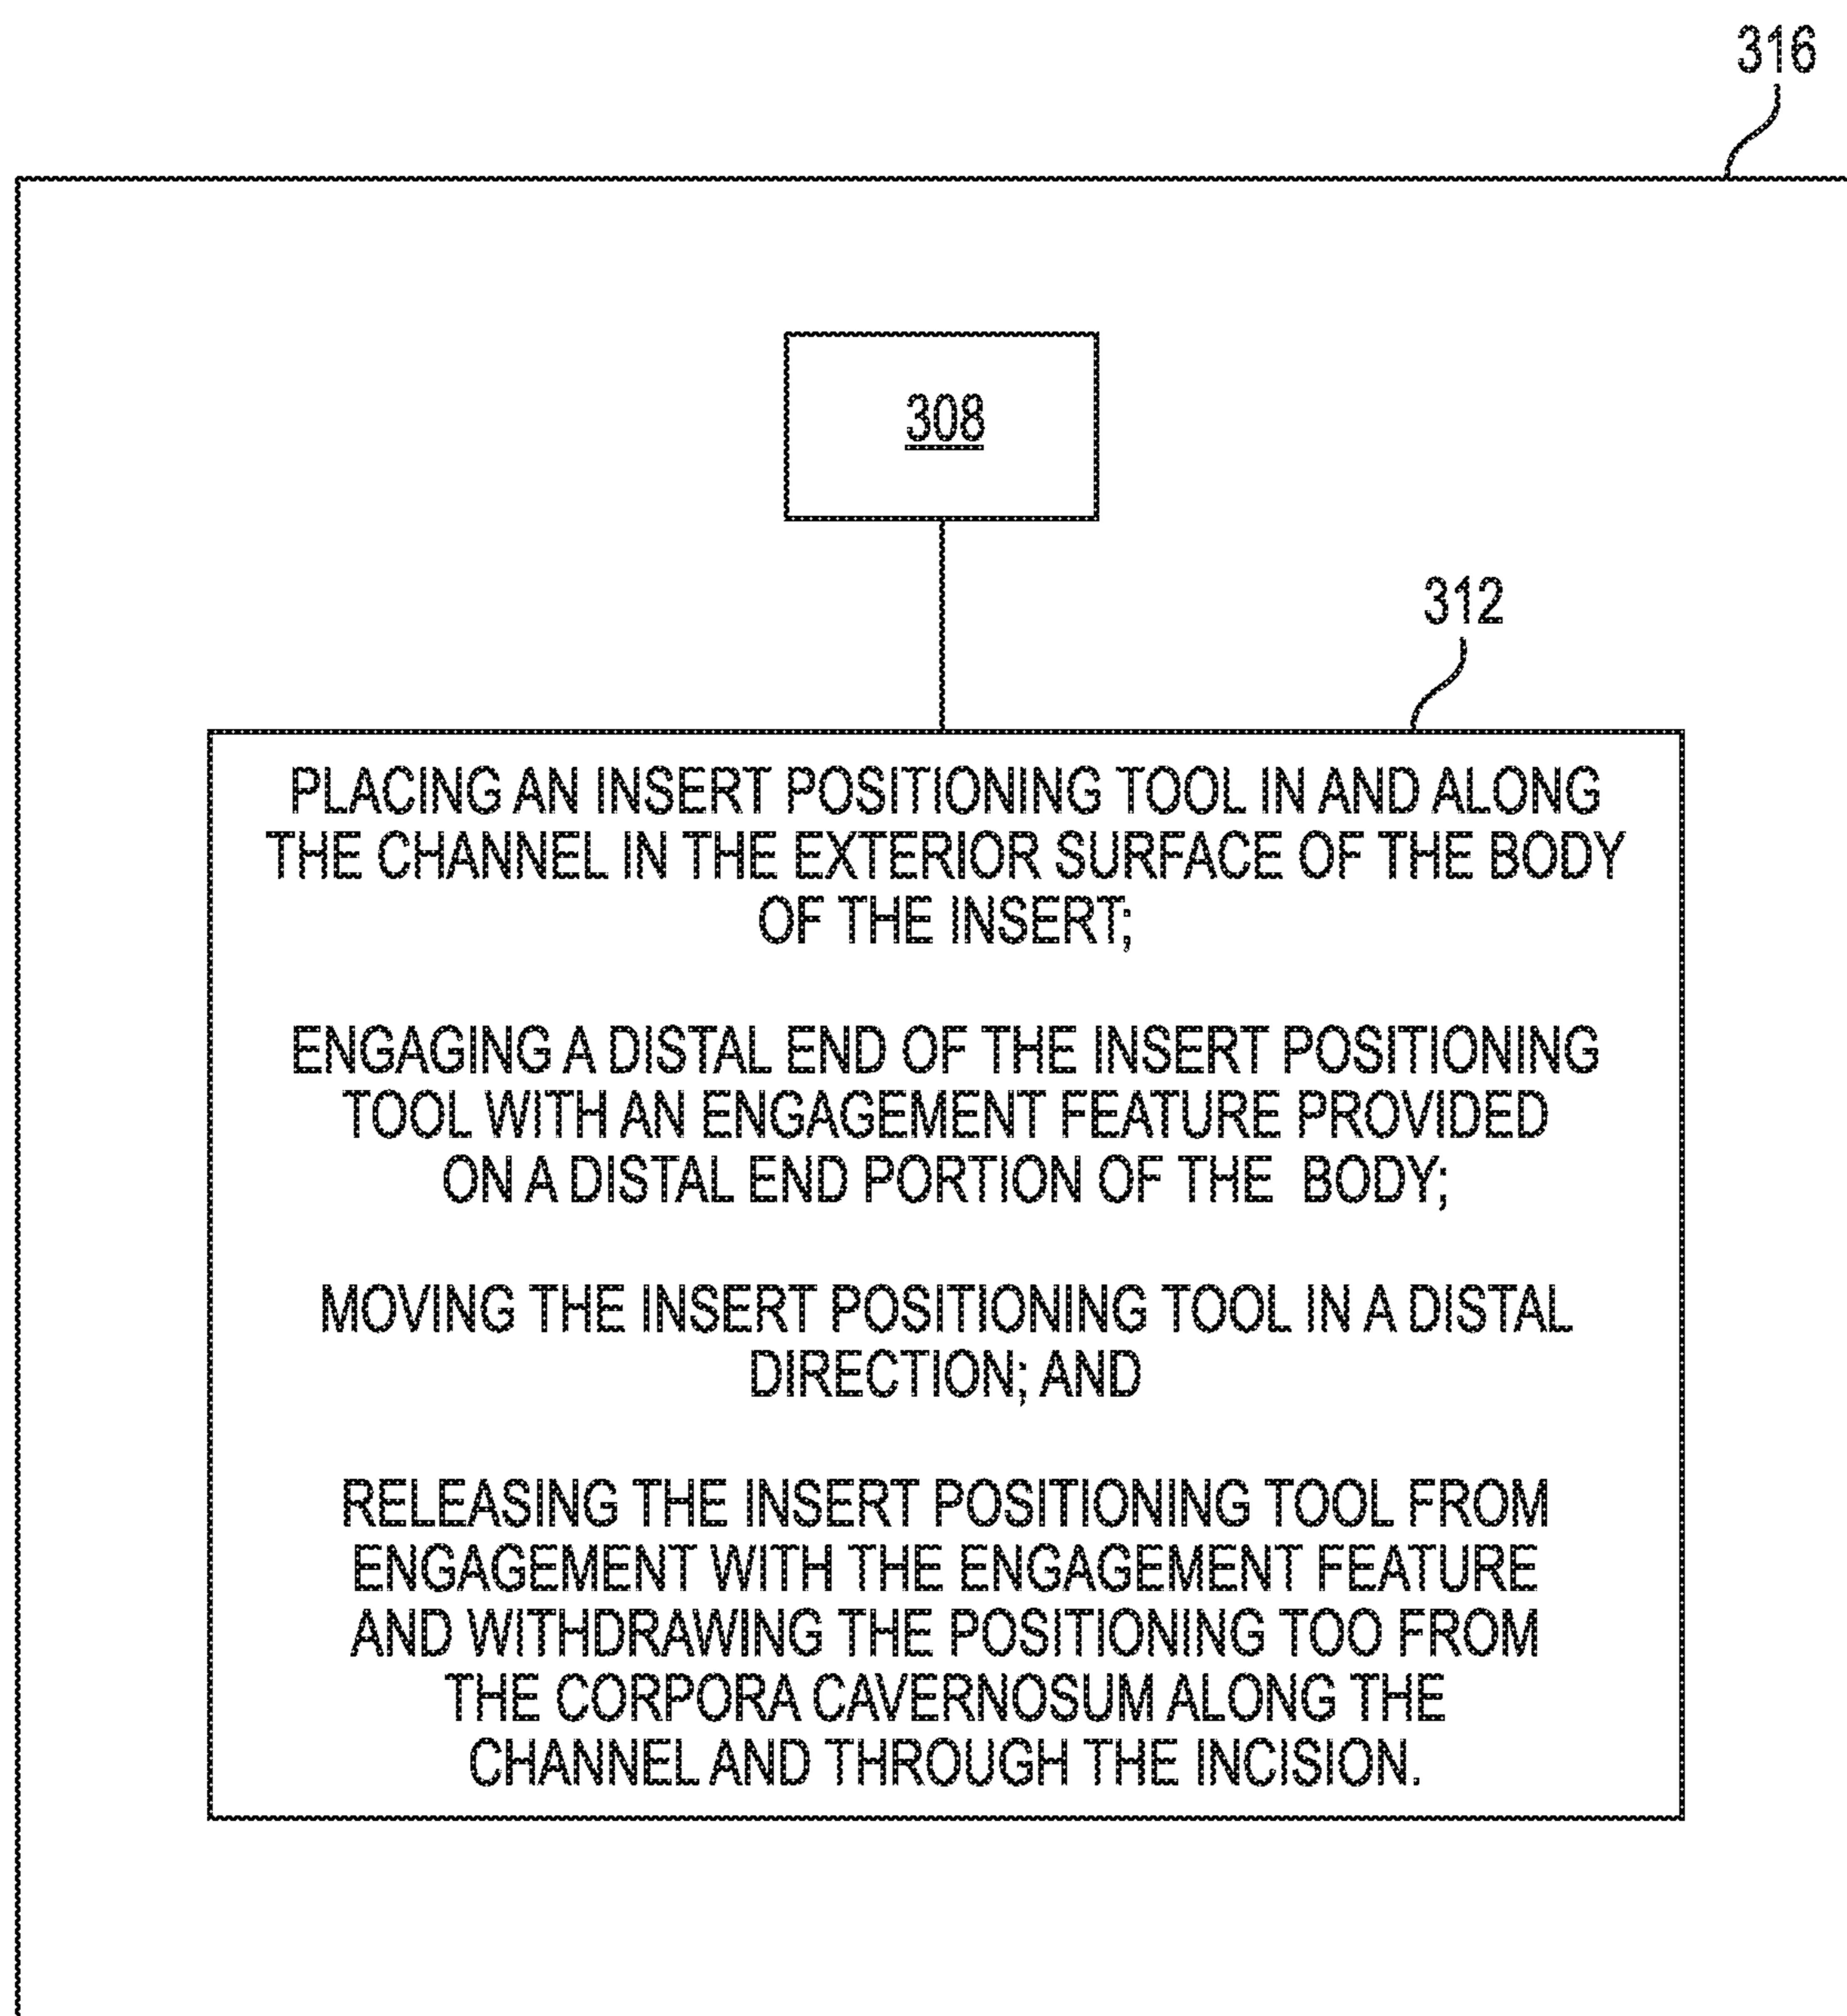 316
308
312
PLACING AN INSERT POSITIONING TOOL IN AND ALONG
THE CHANNEL IN THE EXTERIOR SURFACE OF THE BODY
OF THE INSERT;
ENGAGING A DISTAL END OF THE INSERT POSITIONING
TOOL WITH AN ENGAGEMENT FEATURE PROVIDED
ON A DISTAL END PORTION OF THE BODY;
MOVING THE INSERT POSITIONING TOOL IN A DISTAL
DIRECTION; AND
RELEASING THE INSERT POSITIONING TOOL FROM
ENGAGEMENT WITH THE ENGAGEMENT FEATURE
AND WITHDRAWING THE POSITIONING TOO FROM
THE CORPORA CAVERNOSUM ALONG THE
CHANNEL AND THROUGH THE INCISION.